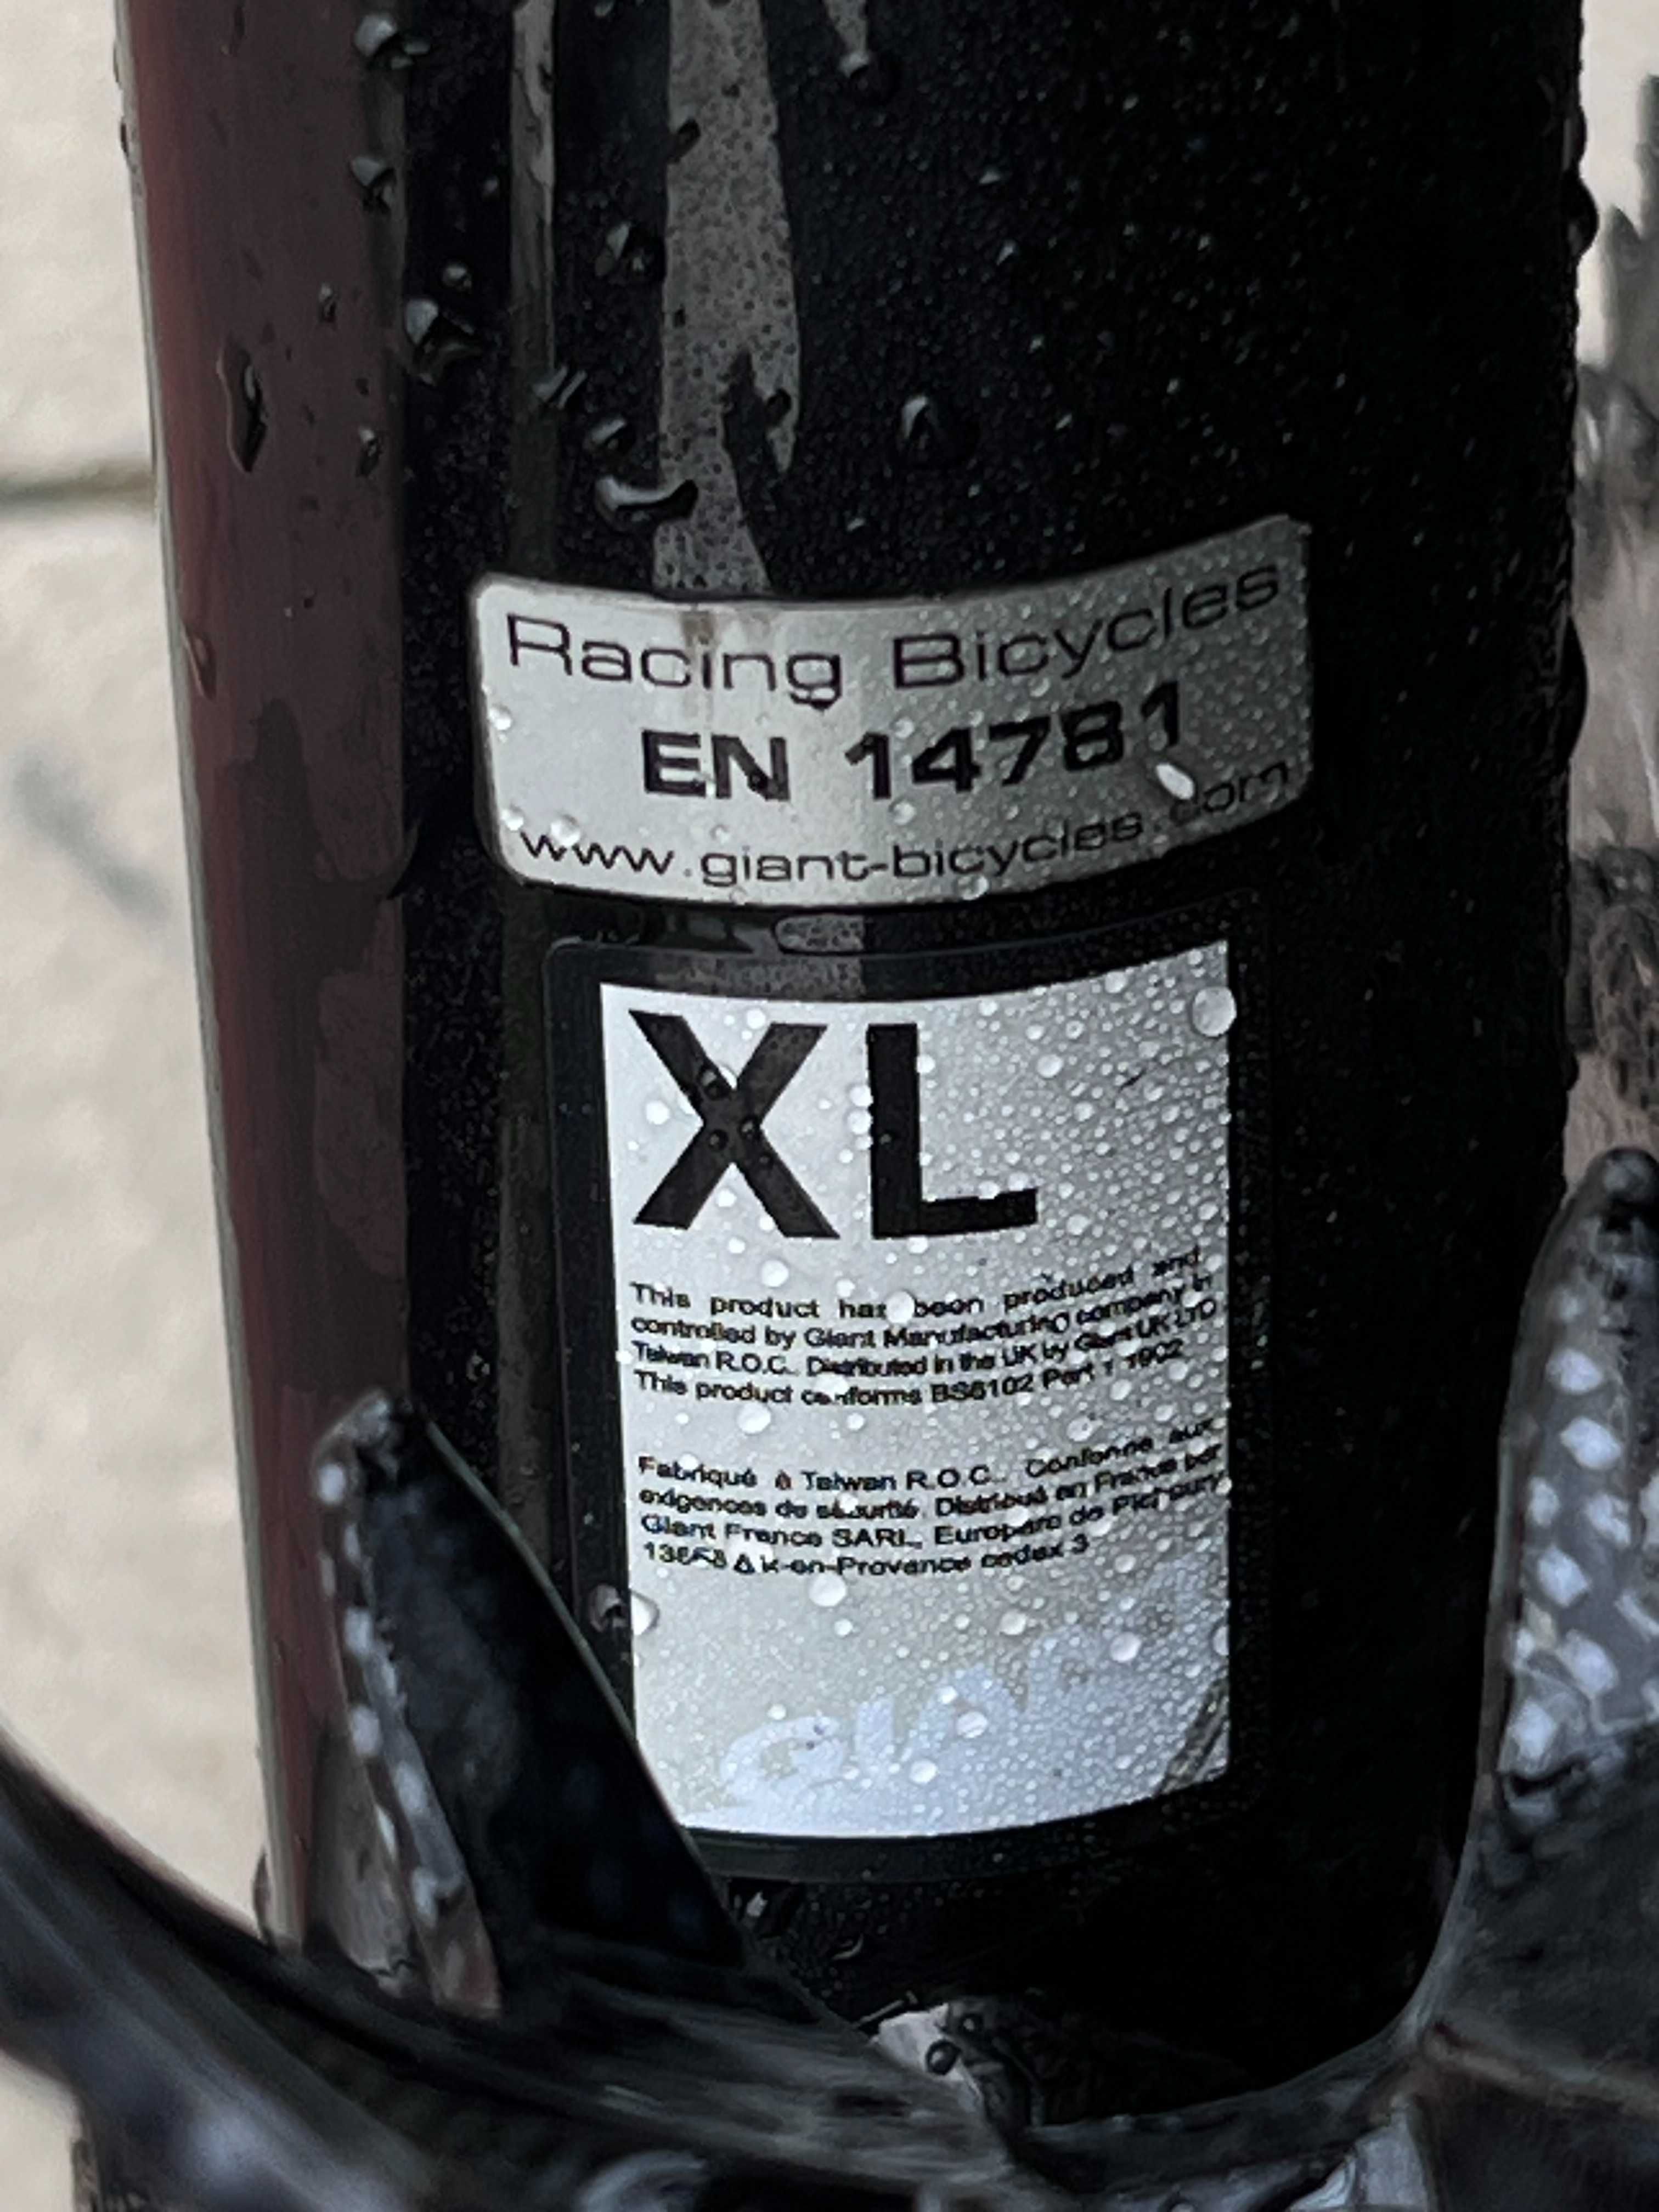 Racing Bicycles
EN 14781
www.giant-bicycles.com
XL
This product has been produced and
controlled by Giant Manufacturing company in
Taiwan R.O.C.. Distributed in the UK by Giant UK LTD
This product conforms BS6102 Part 1 1992
Fabriqué à Taiwan R.O.C.. Conforme aux
exigences de sécurité. Distribué en France par
Giant France SARL, Europarc de Pichaury
Aix-en-Provence cedex 3
GIANT